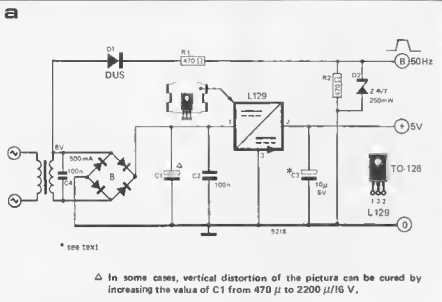 a
D1
DUS
R1
470 Ω
B 50Hz
R2
470 Ω
D2
Z 4V7
250mW
L129
1
2
3
+ 5V
8V
500mA
100n
C4
B
Δ
C1
C2
100n
*
C3
10µ
6V
TO-126
1 3 2
L129
0
9218
* see text
Δ In some cases, vertical distortion of the pictura can be cured by
increasing the valua of C1 from 470 µ to 2200 µ/16 V.